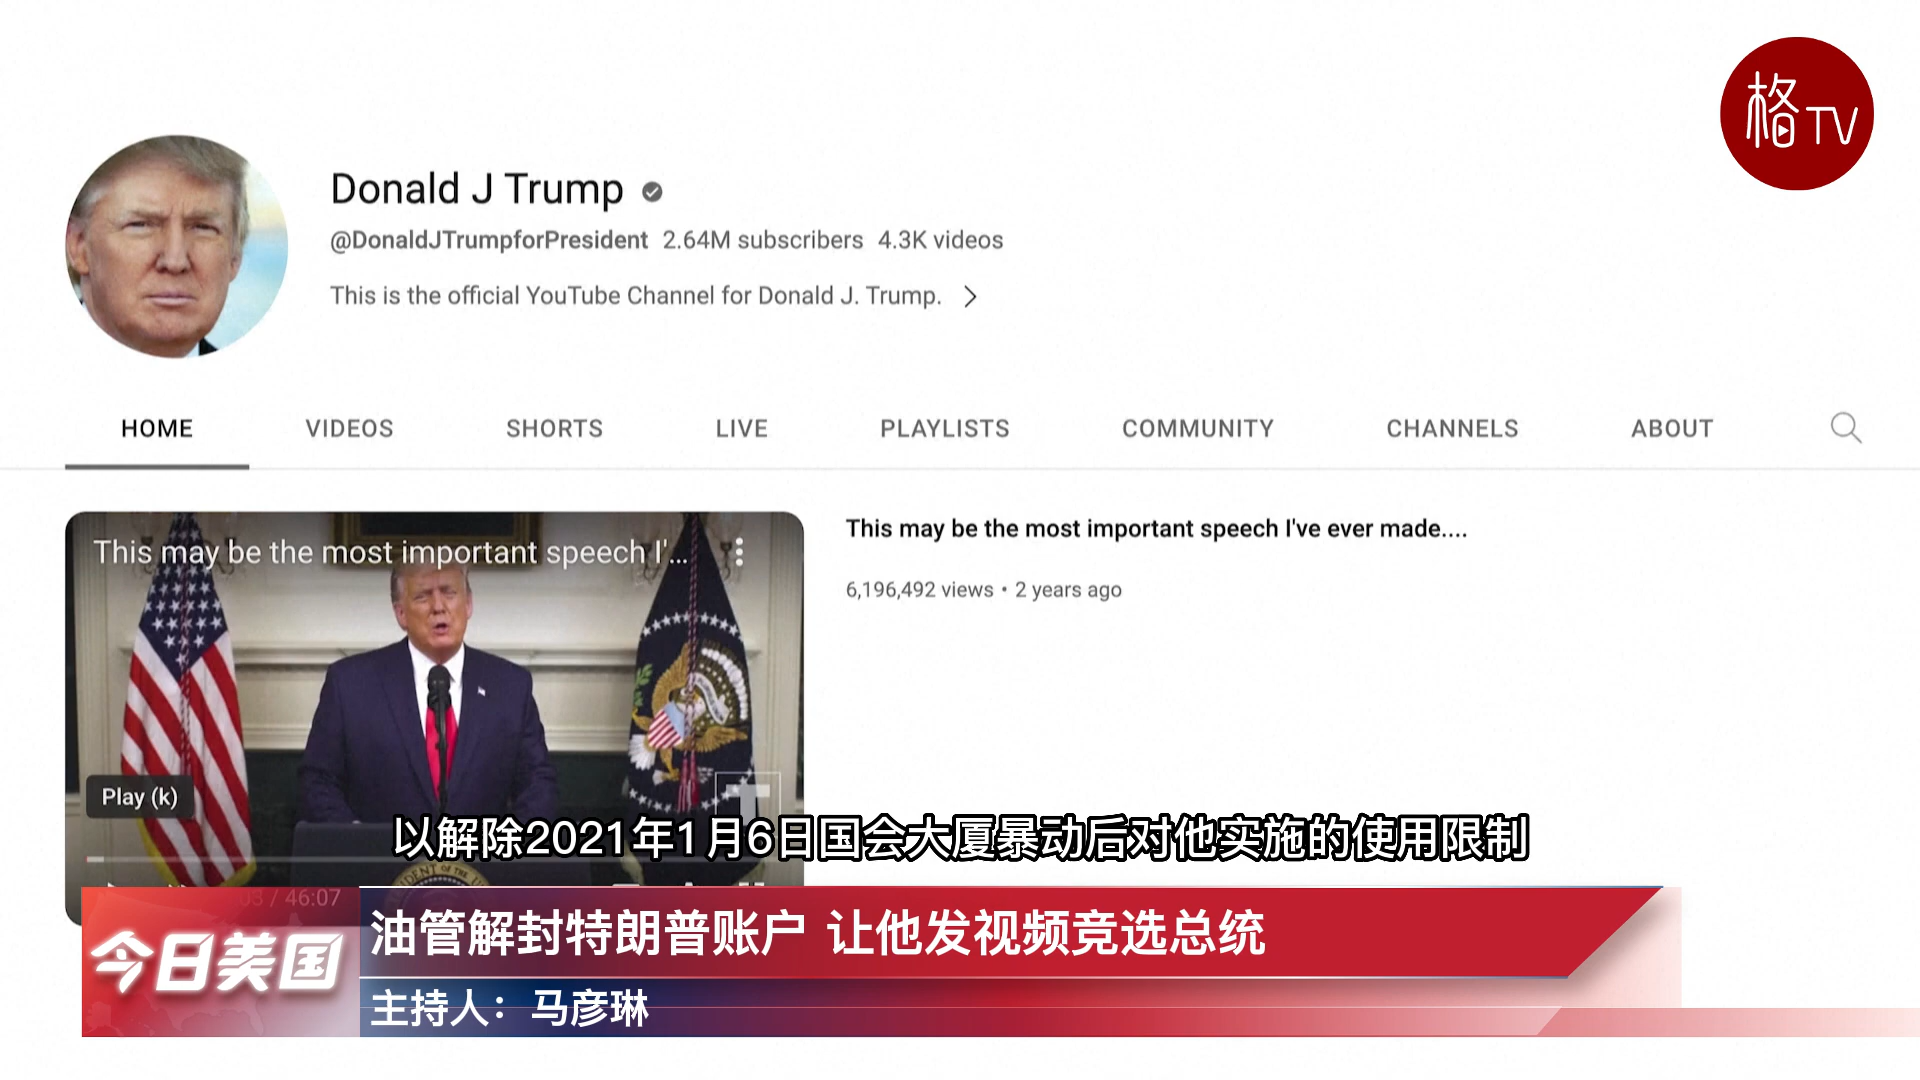 格TV
Donald J Trump
@DonaldJTrumpforPresident 2.64M subscribers 4.3K videos
This is the official YouTube Channel for Donald J. Trump.
HOME VIDEOS SHORTS LIVE PLAYLISTS COMMUNITY CHANNELS ABOUT
This may be the most important speech I'...
This may be the most important speech I've ever made....
6,196,492 views • 2 years ago
Play (k)
以解除2021年1月6日国会大厦暴动后对他实施的使用限制
/ 46:07
今日美国
油管解封特朗普账户 让他发视频竞选总统
主持人：马彦琳